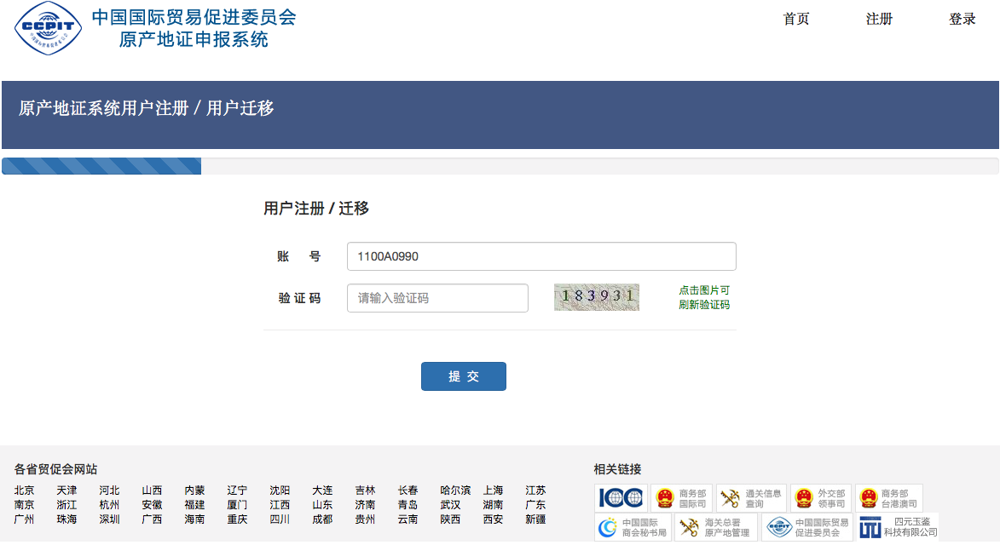 CCPIT
中国国际贸易促进委员会
原产地证申报系统
首页 注册 登录
原产地证系统用户注册 / 用户迁移
用户注册 / 迁移
账 号 1100A0990
验 证 码 请输入验证码 183931 点击图片可
刷新验证码
提 交
各省贸促会网站
北京 天津 河北 山西 内蒙 辽宁 沈阳 大连 吉林 长春 哈尔滨 上海 江苏
南京 浙江 杭州 安徽 福建 厦门 江西 山东 济南 青岛 武汉 湖南 广东
广州 珠海 深圳 广西 海南 重庆 四川 成都 贵州 云南 陕西 西安 新疆
相关链接
ICC
商务部
国际司
通关信息
查询
外交部
领事司
商务部
台港澳司
中国国际
商会秘书局
海关总署
原产地管理
CCPIT
中国国际贸易
促进委员会
四元玉鉴
科技有限公司